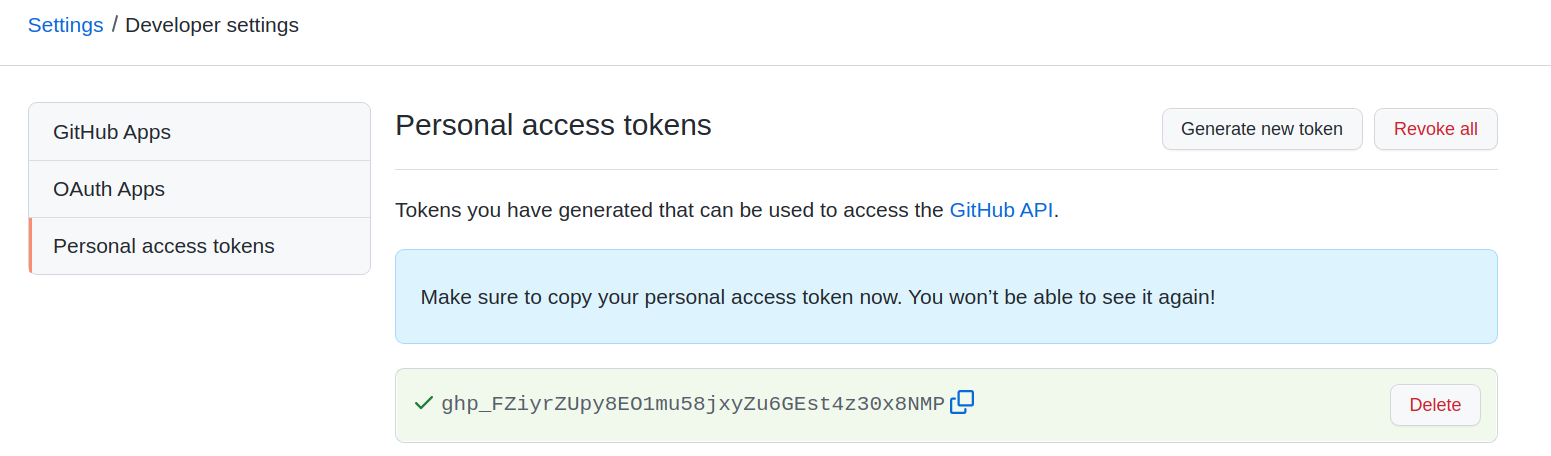 Settings / Developer settings
GitHub Apps
OAuth Apps
Personal access tokens
Personal access tokens
Generate new token
Revoke all
Tokens you have generated that can be used to access the GitHub API.
Make sure to copy your personal access token now. You won’t be able to see it again!
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
Delete